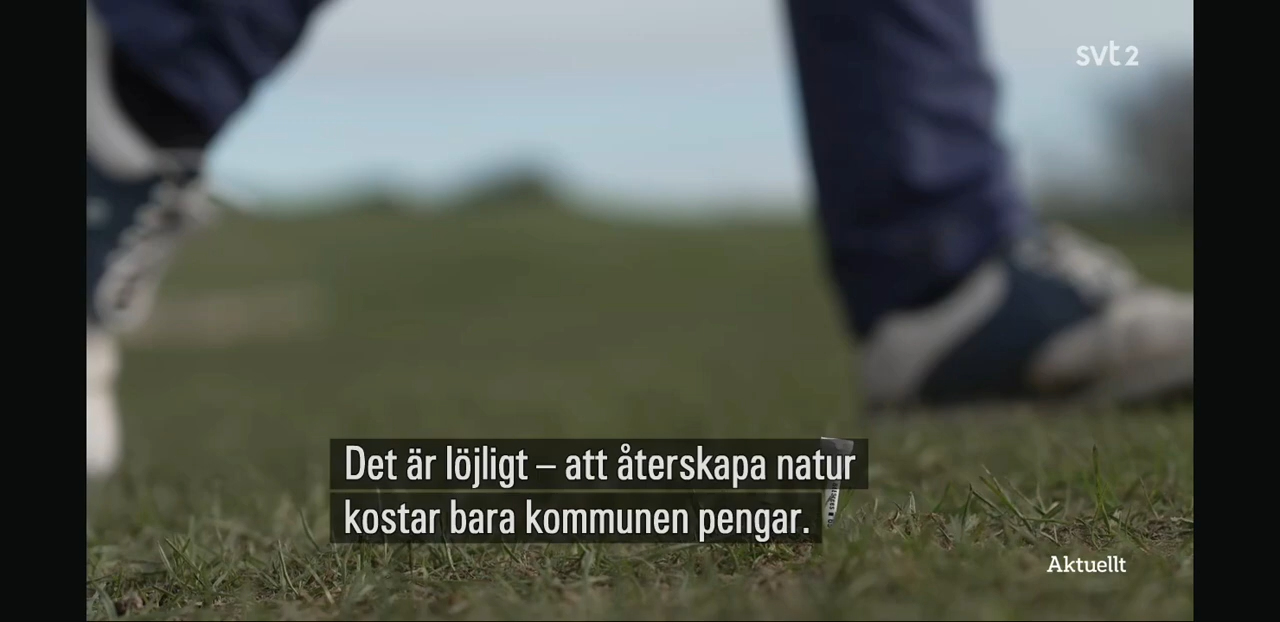 svt2
Det är löjligt – att återskapa natur
kostar bara kommunen pengar.
Aktuellt